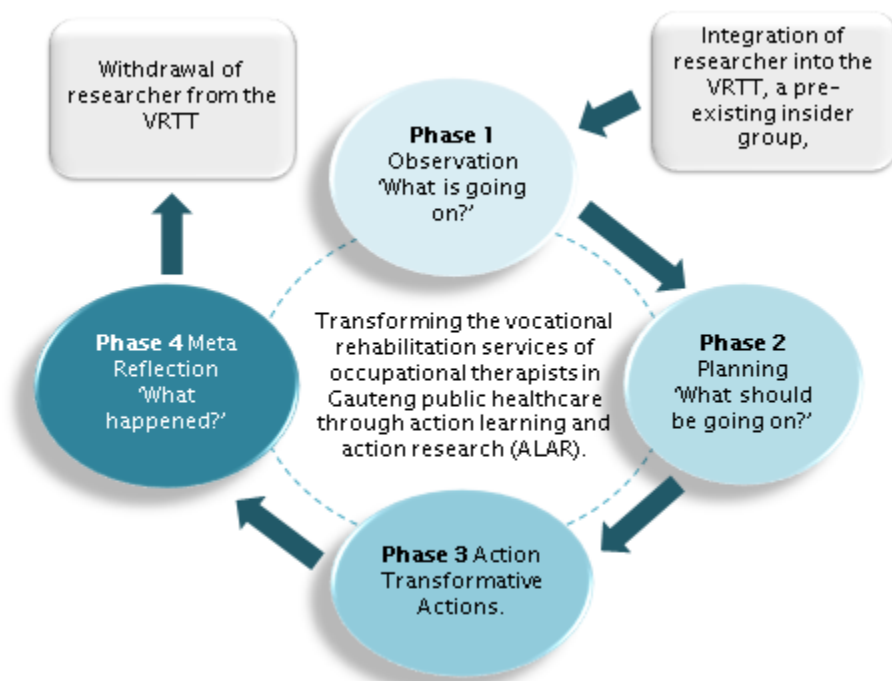 Withdrawal of
researcher from the
VRTT
Integration of
researcher into the
VRTT, a pre-
existing insider
group,
Phase 1
Observation
‘What is going
on?’
Phase 2
Planning
‘What should
be going on?’
Phase 3 Action
Transformative
Actions.
Phase 4 Meta
Reflection
‘What
happened?’
Transforming the vocational
rehabilitation services of
occupational therapists in
Gauteng public healthcare
through action learning and
action research (ALAR).